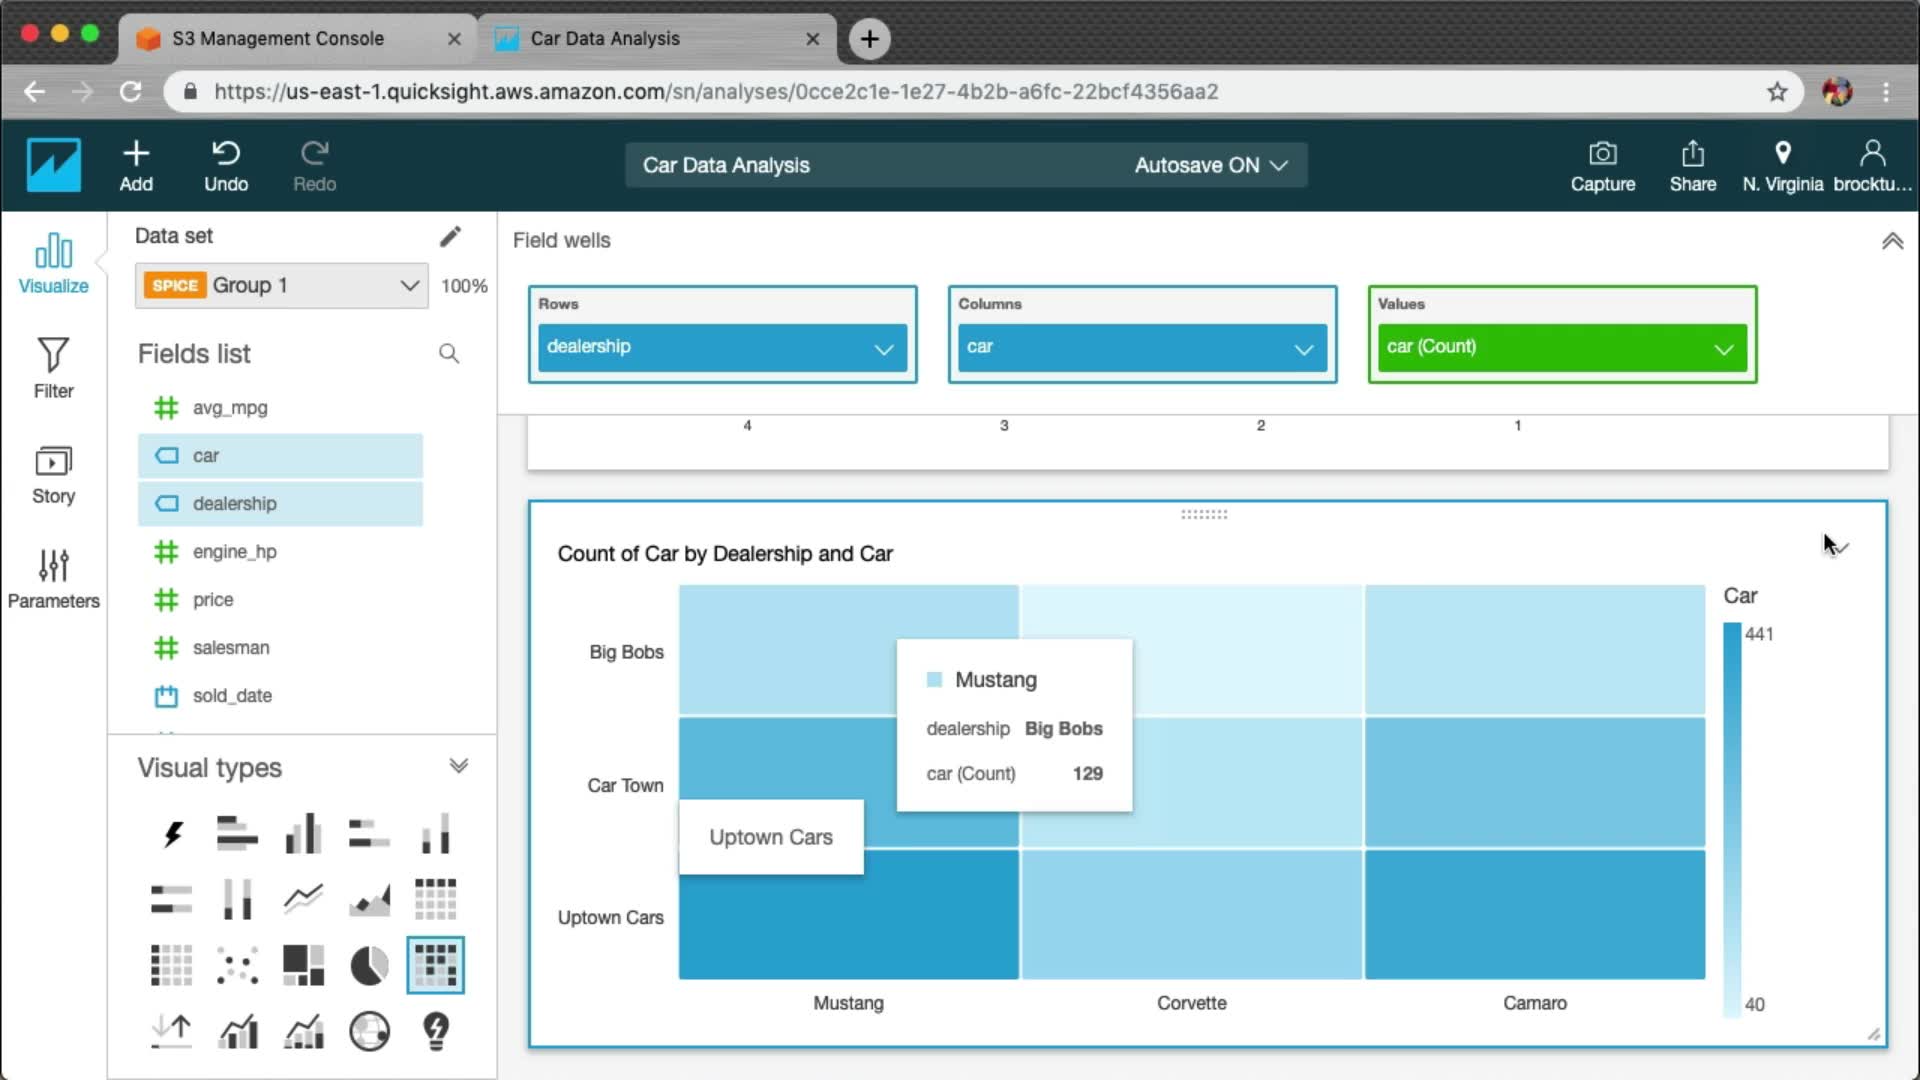 S3 Management Console
Car Data Analysis
https://us-east-1.quicksight.aws.amazon.com/sn/analyses/0cce2c1e-1e27-4b2b-a6fc-22bcf4356aa2
Add
Undo
Redo
Car Data Analysis
Autosave ON
Capture
Share
N. Virginia
brocktu...
Visualize
Filter
Story
Parameters
Data set
SPICE Group 1
100%
Fields list
avg_mpg
car
dealership
engine_hp
price
salesman
sold_date
Visual types
Field wells
Rows
dealership
Columns
car
Values
car (Count)
4 3 2 1
Count of Car by Dealership and Car
Big Bobs
Car Town
Uptown Cars
Mustang
dealership Big Bobs
car (Count) 129
Uptown Cars
Mustang Corvette Camaro
Car
441
40